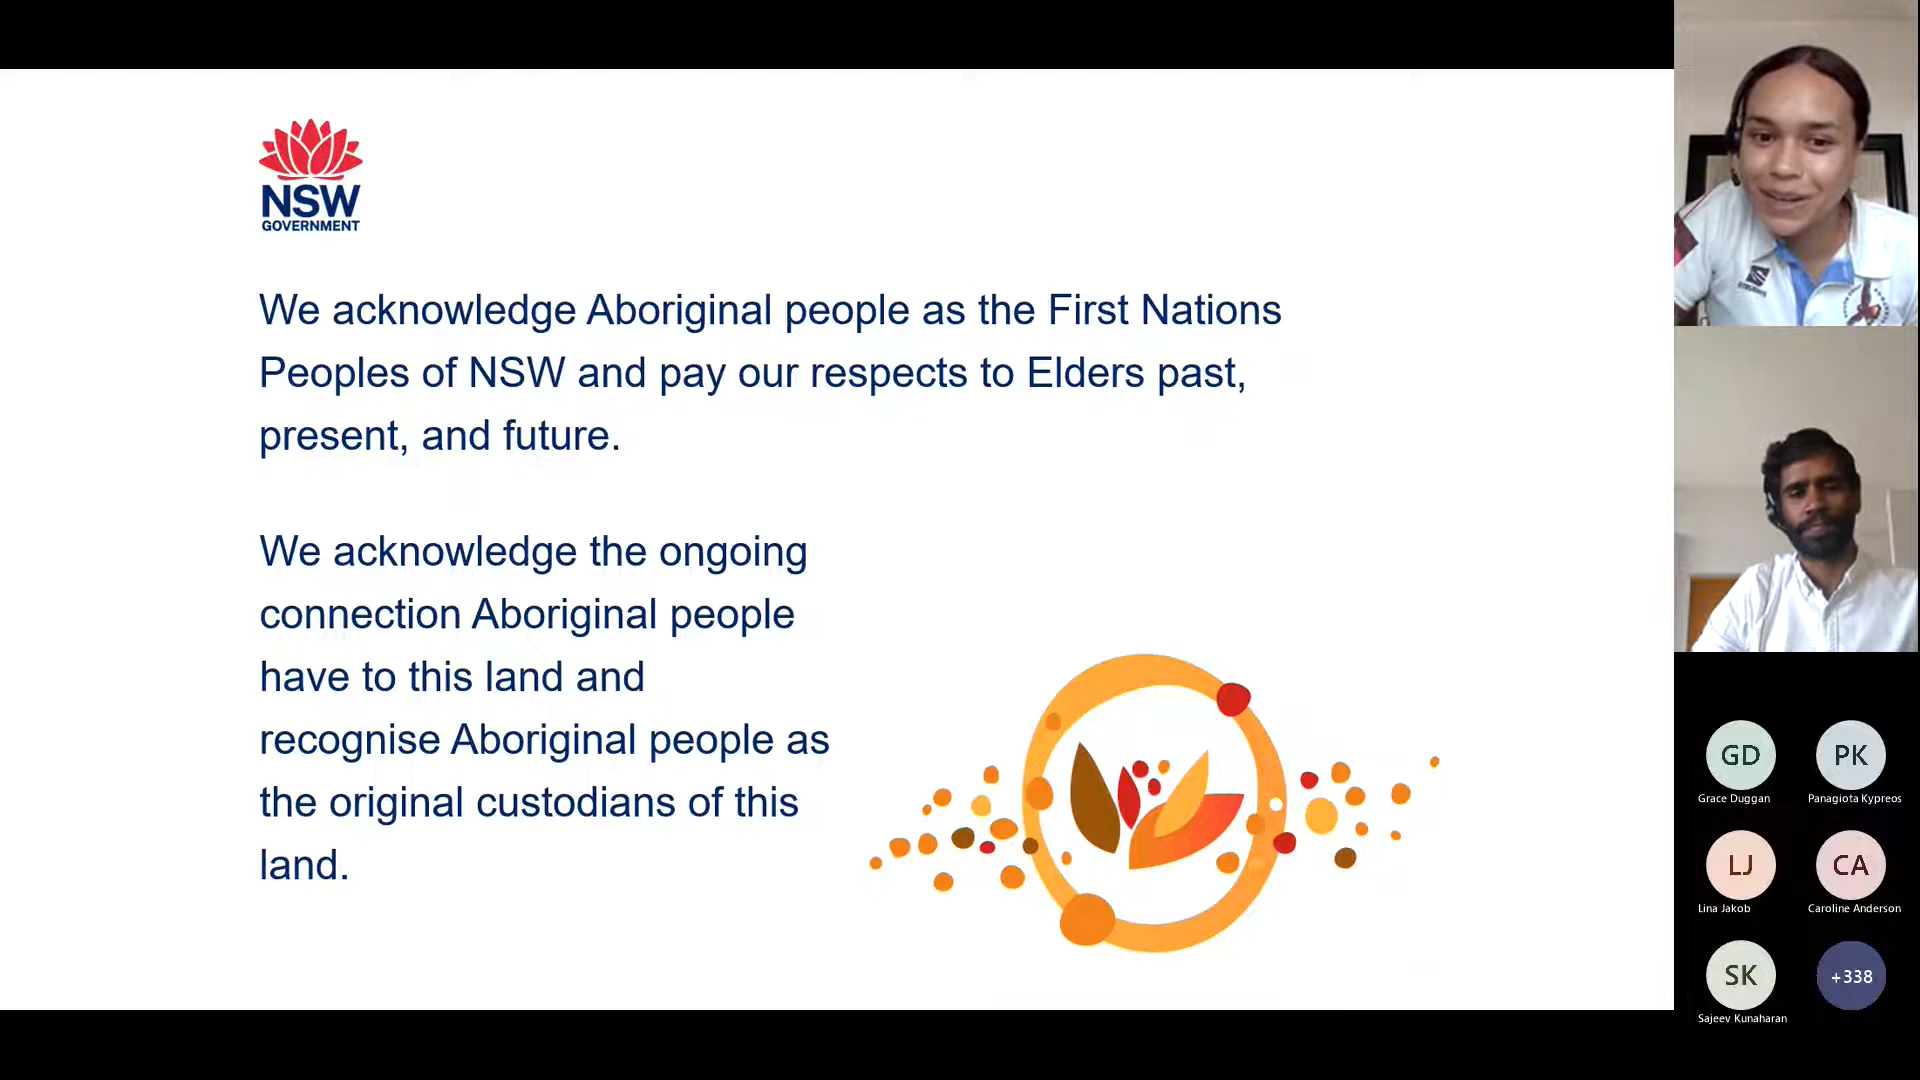 NSW
GOVERNMENT
We acknowledge Aboriginal people as the First Nations
Peoples of NSW and pay our respects to Elders past,
present, and future.
We acknowledge the ongoing
connection Aboriginal people
have to this land and
recognise Aboriginal people as
the original custodians of this
land.
GD
Grace Duggan
PK
Panagiota Kypreos
LJ
Lina Jakob
CA
Caroline Anderson
SK
Sajeev Kunaharan
+338